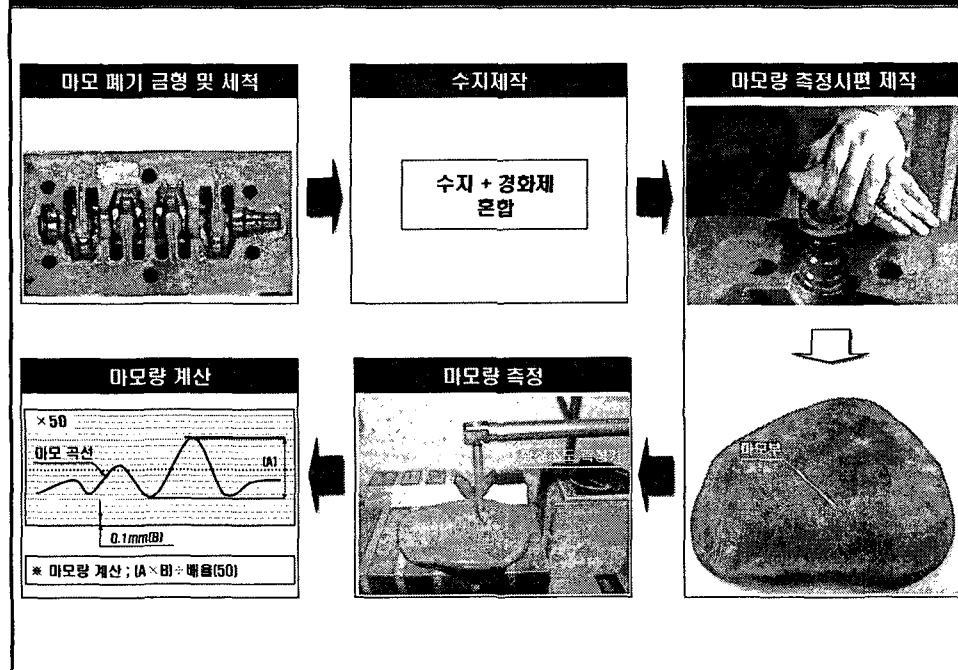 마모 폐기 금형 및 세척
수지제작
수지 + 경화제
혼합
마모량 측정시편 제작
마모부
마모량 측정
마모량 계산
×50
마모 곡선
(A)
0.1mm(B)
※ 마모량 계산 ; (A×B)÷배율(50)